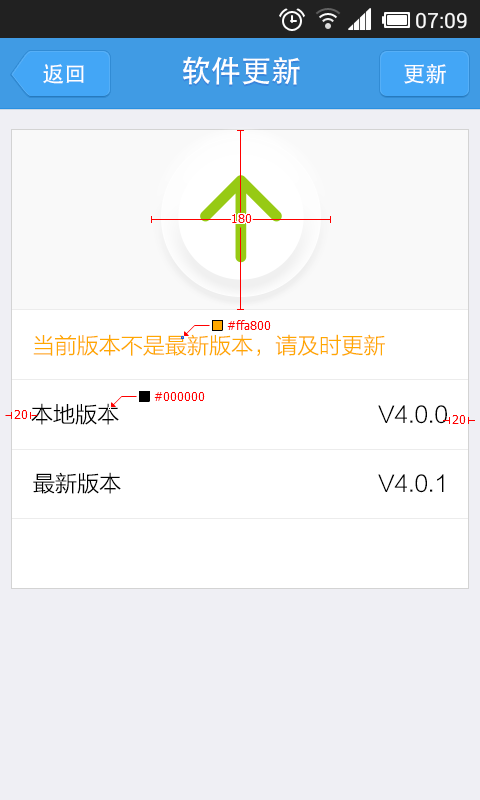 07:09
返回
软件更新
更新
180
#ffa800
当前版本不是最新版本，请及时更新
#000000
20 本地版本 V4.0.0 20
最新版本 V4.0.1